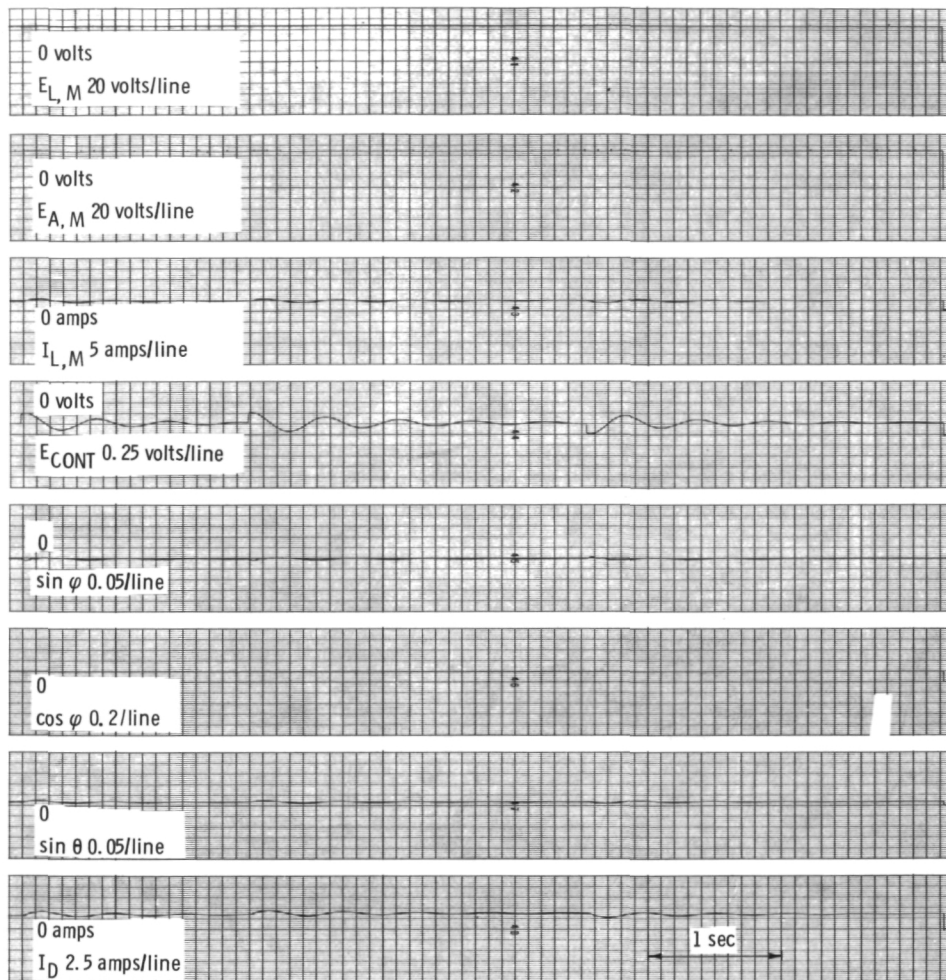 0 volts
E_L, M 20 volts/line
0 volts
E_A, M 20 volts/line
0 amps
I_L, M 5 amps/line
0 volts
E_CONT 0.25 volts/line
0
sin φ 0.05/line
0
cos φ 0.2/line
0
sin θ 0.05/line
0 amps
I_D 2.5 amps/line
1 sec